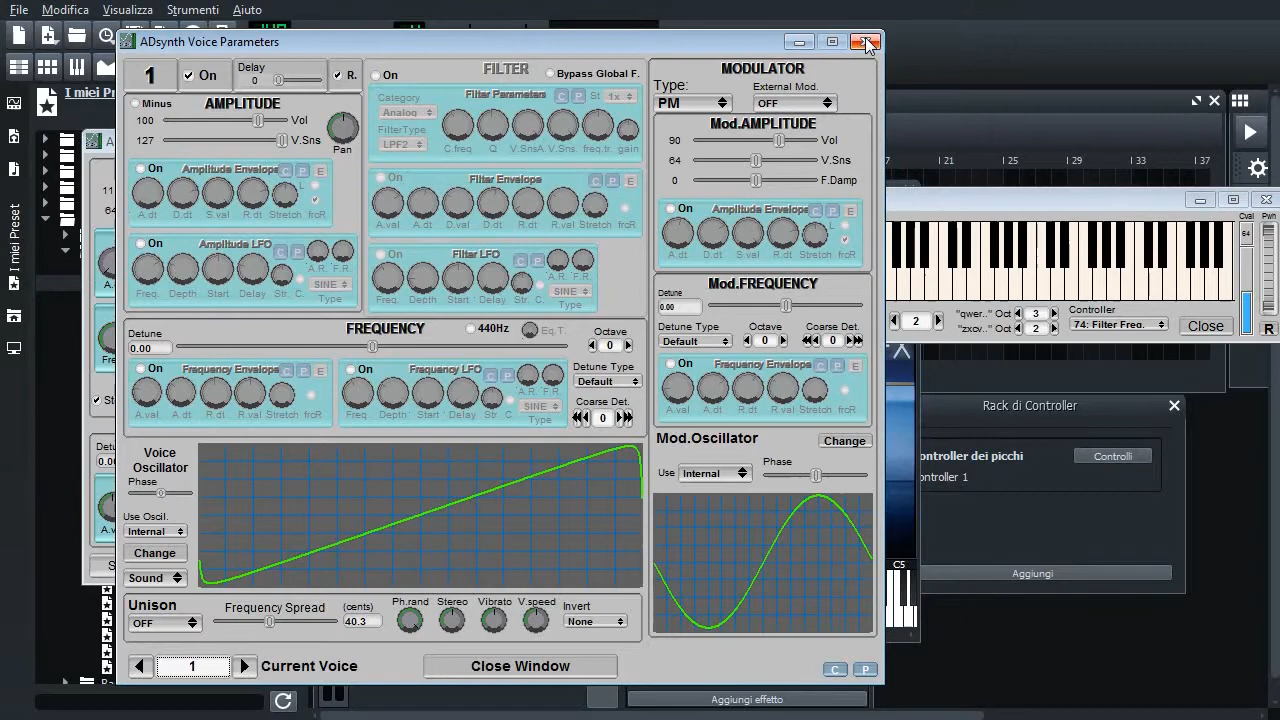 File Modifica Visualizza Strumenti Aiuto
ADsynth Voice Parameters
I miei Preset
1 On Delay 0 R.
Minus AMPLITUDE
100 Vol
127 V.Sns
Pan
On Amplitude Envelope C P E
A.dt D.dt S.val R.dt Stretch frcR L
On Amplitude LFO C P A.R. F.R.
Freq. Depth Start Delay Str. C. SINE Type
On FILTER Bypass Global F.
Category Filter Parameters C P St 1x
Analog
FilterType
LPF2
C.freq Q V.SnsA V.Sns. freq.tr. gain
On Filter Envelope C P E
A.val A.dt D.val D.dt R.dt Stretch frcR
On Filter LFO C P A.R. F.R.
Freq. Depth Start Delay Str. C. SINE Type
FREQUENCY 440Hz Eq.T. Octave
Detune
0.00 0
On Frequency Envelope C P E
A.val A.dt R.dt R.val Stretch frcR
On Frequency LFO C P A.R. F.R.
Freq. Depth Start Delay Str C. SINE Type
Detune Type
Default
Coarse Det.
0
Voice Oscillator
Phase
Use Oscil.
Internal
Change
Sound
Unison
OFF
Frequency Spread (cents)
40.3
Ph.rand Stereo Vibrato V.speed Invert
None
1 Current Voice Close Window C P
MODULATOR
Type: External Mod.
PM OFF
Mod.AMPLITUDE
90 Vol
64 V.Sns
0 F.Damp
On Amplitude Envelope C P E
A.dt D.dt S.val R.dt Stretch frcR L
Mod.FREQUENCY
Detune
0.00
Detune Type Octave Coarse Det.
Default 0 0
On Frequency Envelope C P E
A.val A.dt R.dt R.val Stretch frcR
Mod.Oscillator Change
Use Internal Phase
21 25 29 33 37
Cval Pwh
64
2 "qwer.." Oct 3
"zxcv.." Oct 2
Controller
74: Filter Freq.
Close R
C5
Rack di Controller
ontroller dei picchi Controlli
ontroller 1
Aggiungi
Aggiungi effetto